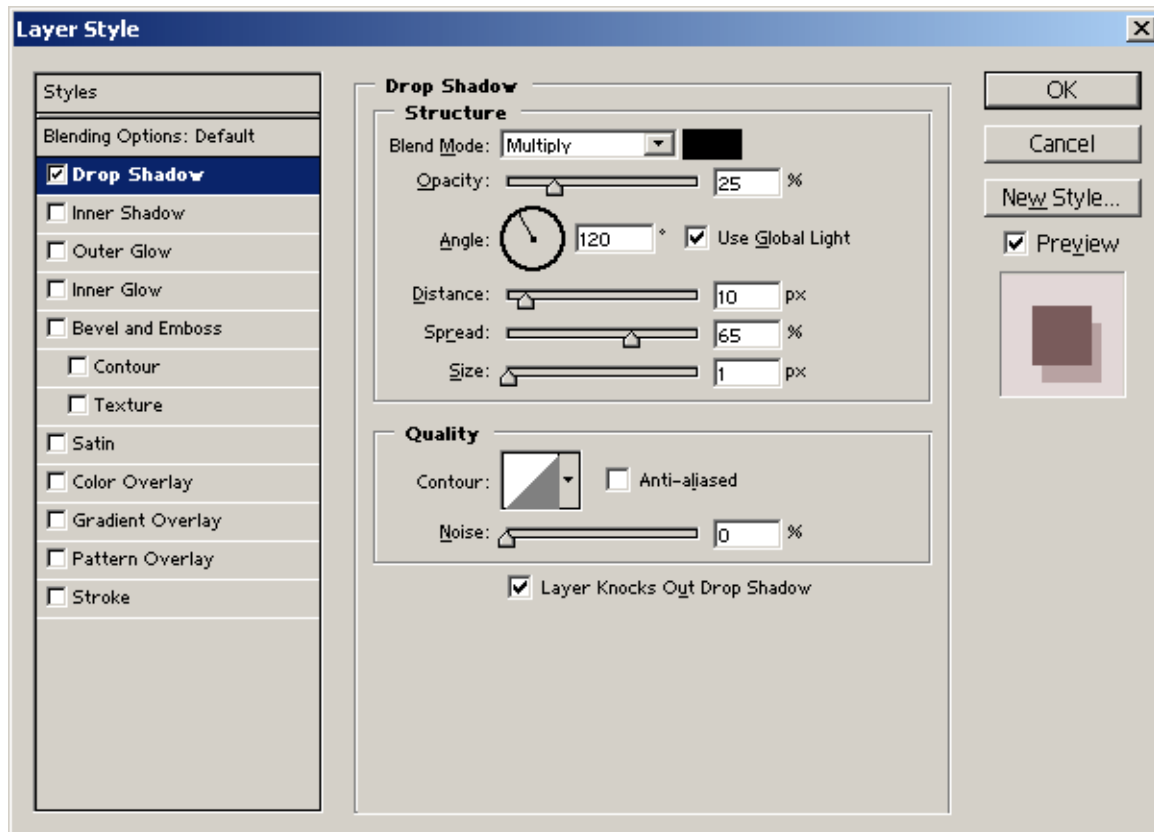 Layer Style
Styles
Blending Options: Default
Drop Shadow
Inner Shadow
Outer Glow
Inner Glow
Bevel and Emboss
Contour
Texture
Satin
Color Overlay
Gradient Overlay
Pattern Overlay
Stroke
Drop Shadow
Structure
Blend Mode: Multiply
Opacity: 25 %
Angle: 120 ° Use Global Light
Distance: 10 px
Spread: 65 %
Size: 1 px
Quality
Contour: Anti-aliased
Noise: 0 %
Layer Knocks Out Drop Shadow
OK
Cancel
New Style...
Preview